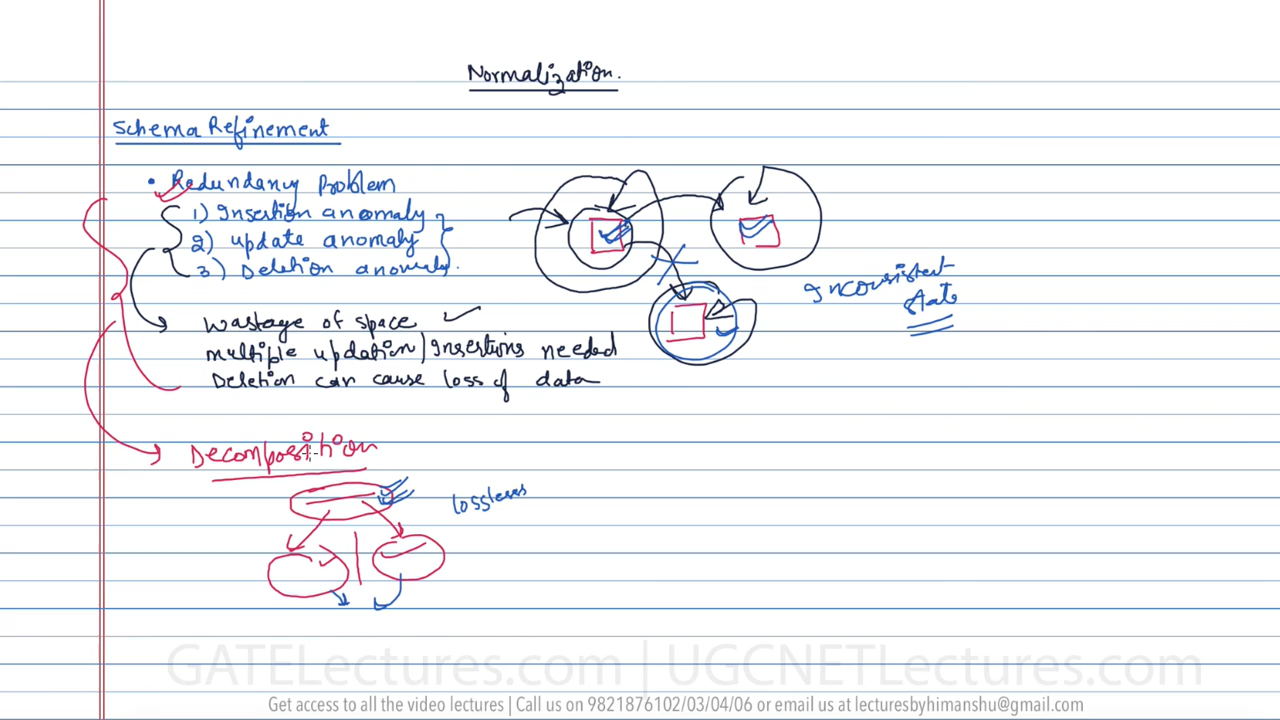 Normalization.
Schema Refinement
• Redundancy Problem
1) Insertion anomaly
2) update anomaly
3) Deletion anomaly.
Inconsistent
state
wastage of space
multiple updation/Insertions needed
Deletion can cause loss of data
Decomposition
lossless
GATELectures.com | UGCNETLectures.com
Get access to all the video lectures | Call us on 9821876102/03/04/06 or email us at lecturesbyhimanshu@gmail.com